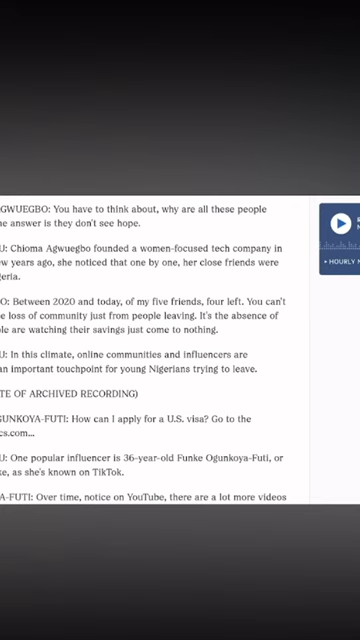 GWUEGBO: You have to think about, why are all these people
ne answer is they don't see hope.
U: Chioma Agwuegbo founded a women-focused tech company in
ew years ago, she noticed that one by one, her close friends were
geria.
O: Between 2020 and today, of my five friends, four left. You can't
e loss of community just from people leaving. It's the absence of
ple are watching their savings just come to nothing.
U: In this climate, online communities and influencers are
an important touchpoint for young Nigerians trying to leave.
TE OF ARCHIVED RECORDING)
GUNKOYA-FUTI: How can I apply for a U.S. visa? Go to the
cs.com...
U: One popular influencer is 36-year-old Funke Ogunkoya-Futi, or
ke, as she's known on TikTok.
A-FUTI: Over time, notice on YouTube, there are a lot more videos
• HOURLY N